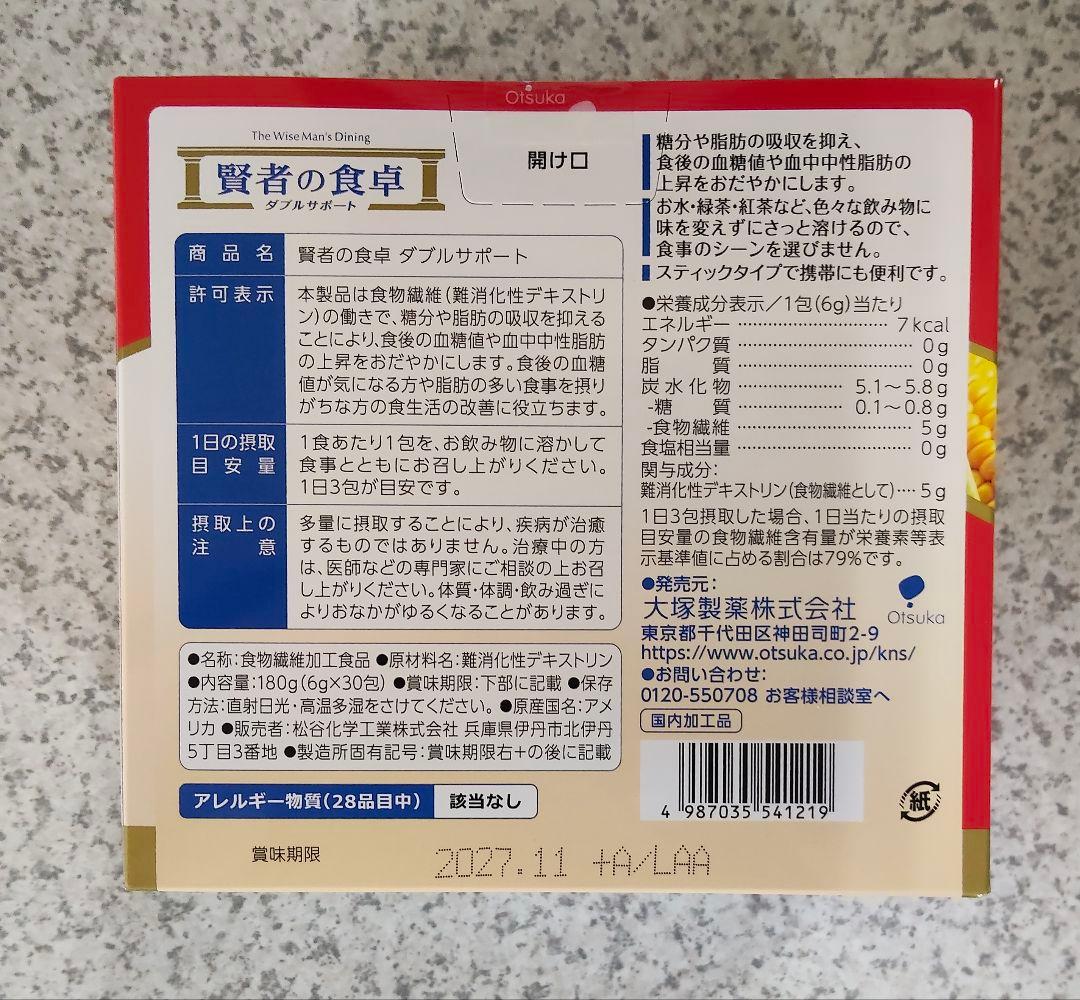 Otsuka
The Wise Man's Dining
賢者の食卓
ダブルサポート
開け口
糖分や脂肪の吸収を抑え、
食後の血糖値や血中中性脂肪の
上昇をおだやかにします。
お水・緑茶・紅茶など、色々な飲み物に
味を変えずにさっと溶けるので、
食事のシーンを選びません。
スティックタイプで携帯にも便利です。
商品名 賢者の食卓 ダブルサポート
許可表示 本製品は食物繊維(難消化性デキストリ
ン)の働きで、糖分や脂肪の吸収を抑える
ことにより、食後の血糖値や血中中性脂肪
の上昇をおだやかにします。食後の血糖
値が気になる方や脂肪の多い食事を摂り
がちな方の食生活の改善に役立ちます。
1日の摂取
目安量
1食あたり1包を、お飲み物に溶かして
食事とともにお召し上がりください。
1日3包が目安です。
摂取上の
注意
多量に摂取することにより、疾病が治癒
するものではありません。治療中の方
は、医師などの専門家にご相談の上お召
し上がりください。体質・体調・飲み過ぎに
よりおなかがゆるくなることがあります。
●名称:食物繊維加工食品 ●原材料名:難消化性デキストリン
●内容量:180g(6g×30包) ●賞味期限:下部に記載 ●保存
方法:直射日光・高温多湿をさけてください。●原産国名:アメ
リカ ●販売者:松谷化学工業株式会社 兵庫県伊丹市北伊丹
5丁目3番地 ●製造所固有記号:賞味期限右+の後に記載
アレルギー物質(28品目中) 該当なし
●栄養成分表示/1包(6g)当たり
エネルギー 7kcal
タンパク質 0g
脂質 0g
炭水化物 5.1~5.8g
-糖質 0.1~0.8g
-食物繊維 5g
食塩相当量 0g
関与成分:
難消化性デキストリン(食物繊維として)…5g
1日3包摂取した場合、1日当たりの摂取
目安量の食物繊維含有量が栄養素等表
示基準値に占める割合は79%です。
●発売元:
大塚製薬株式会社
Otsuka
東京都千代田区神田司町2-9
https://www.otsuka.co.jp/kns/
●お問い合わせ:
0120-550708 お客様相談室へ
国内加工品
4 987035 541219
紙
賞味期限 2027.11 +A/LAA